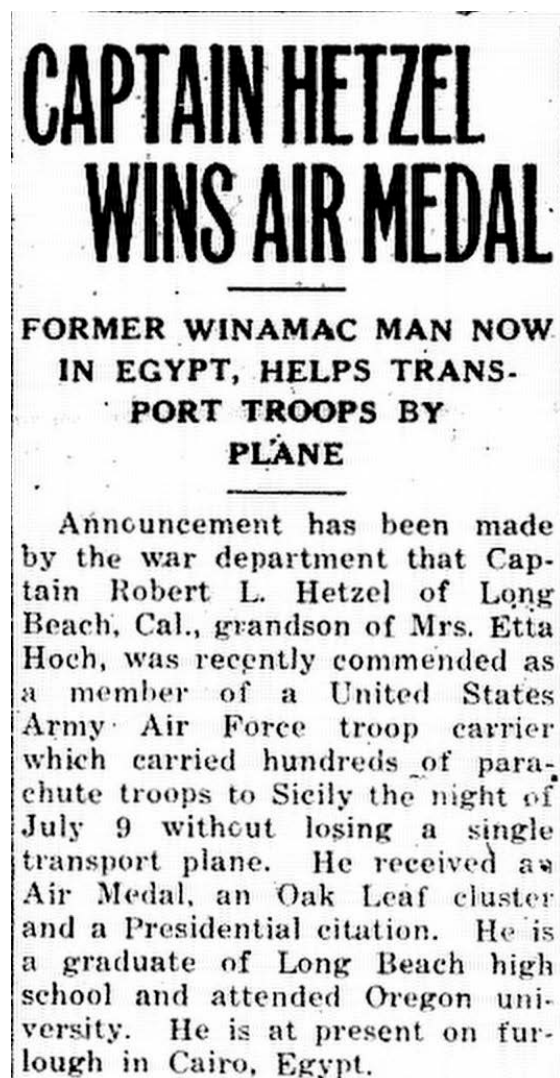 CAPTAIN HETZEL
WINS AIR MEDAL
FORMER WINAMAC MAN NOW
IN EGYPT, HELPS TRANS-
PORT TROOPS BY
PLANE
Announcement has been made
by the war department that Cap-
tain Robert L. Hetzel of Long
Beach, Cal., grandson of Mrs. Etta
Hoch, was recently commended as
a member of a United States
Army Air Force troop carrier
which carried hundreds of para-
chute troops to Sicily the night of
July 9 without losing a single
transport plane. He received an
Air Medal, an Oak Leaf cluster
and a Presidential citation. He is
a graduate of Long Beach high
school and attended Oregon uni-
versity. He is at present on fur-
lough in Cairo, Egypt.